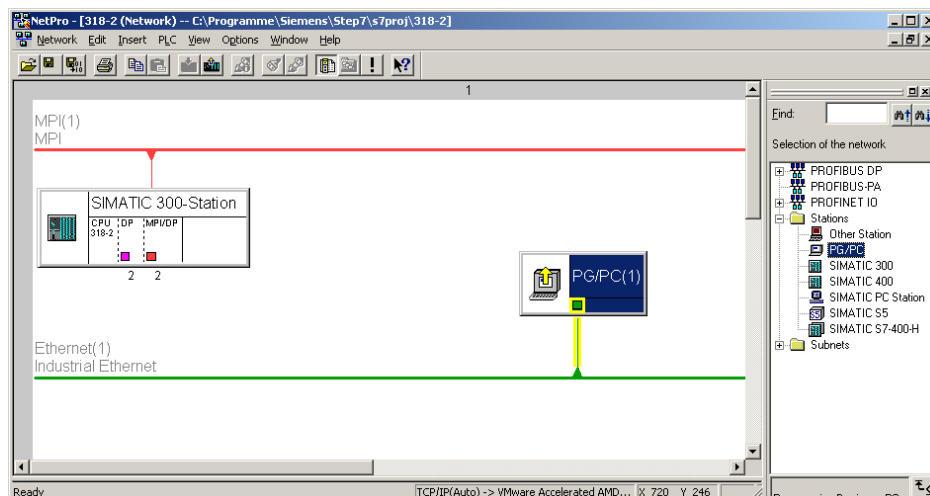 NetPro - [318-2 (Network) -- C:\Programme\Siemens\Step7\s7proj\318-2]
Network Edit Insert PLC View Options Window Help
1
MPI(1)
MPI
SIMATIC 300-Station
CPU 318-2 DP MPI/DP
2 2
PG/PC(1)
Ethernet(1)
Industrial Ethernet
Find:
Selection of the network
PROFIBUS DP
PROFIBUS-PA
PROFINET IO
Stations
Other Station
PG/PC
SIMATIC 300
SIMATIC 400
SIMATIC PC Station
SIMATIC S5
SIMATIC S7-400-H
Subnets
Ready
TCP/IP(Auto) -> VMware Accelerated AMD... X 720 Y 246